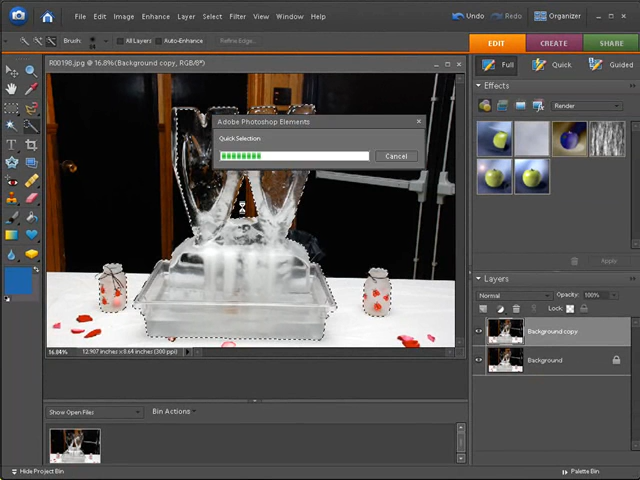 File Edit Image Enhance Layer Select Filter View Window Help
Undo Redo Organizer
Brush: All Layers Auto-Enhance Refine Edge...
EDIT CREATE SHARE
R00198.jpg @ 16.8%(Background copy, RGB/8*)
Full Quick Guided
Effects
Render
Adobe Photoshop Elements
Quick Selection
Cancel
Apply
Layers
Normal Opacity: 100%
Lock:
Background copy
Background
16.84% 12.907 inches x 8.64 inches (300 ppi)
Show Open Files Bin Actions
Hide Project Bin Palette Bin